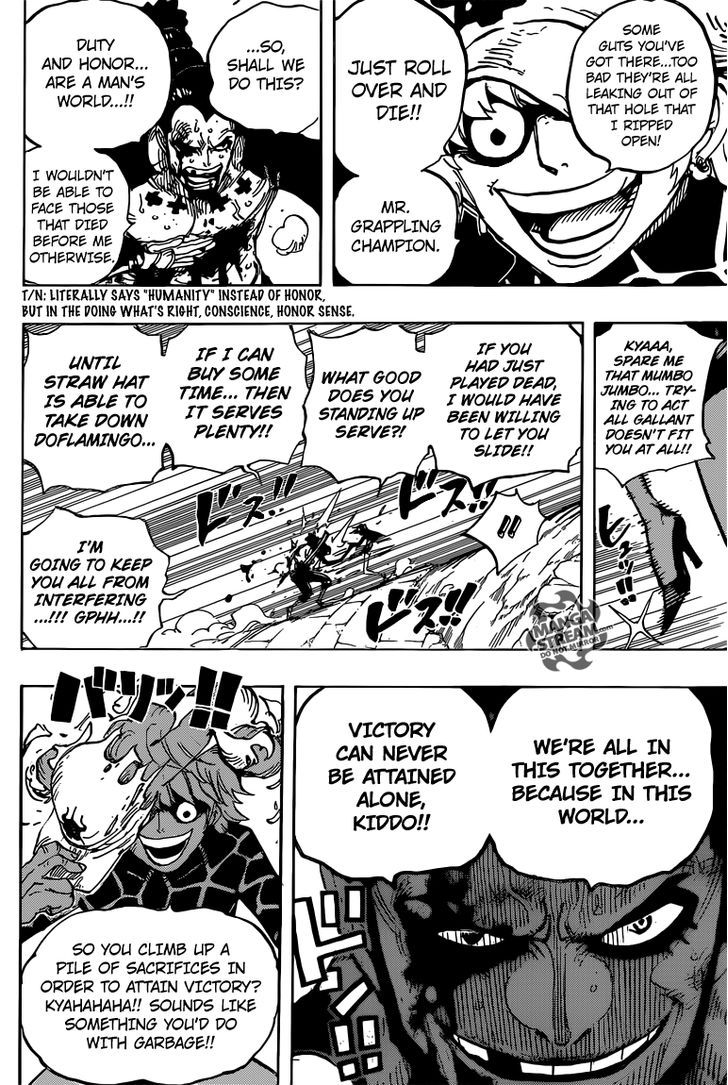 SOME
GUTS YOU'VE
GOT THERE...TOO
BAD THEY'RE ALL
LEAKING OUT OF
THAT HOLE THAT
I RIPPED
OPEN!
JUST ROLL
OVER AND
DIE!!
MR.
GRAPPLING
CHAMPION.
...SO,
SHALL WE
DO THIS?
DUTY
AND HONOR...
ARE A MAN'S
WORLD...!!
I WOULDN'T
BE ABLE TO
FACE THOSE
THAT DIED
BEFORE ME
OTHERWISE.
T/N: LITERALLY SAYS "HUMANITY" INSTEAD OF HONOR,
BUT IN THE DOING WHAT'S RIGHT, CONSCIENCE, HONOR SENSE.
KYAAA,
SPARE ME
THAT MUMBO
JUMBO... TRY-
ING TO ACT
ALL GALLANT
DOESN'T FIT
YOU AT ALL!!
ヒュッ!!
IF YOU
HAD JUST
PLAYED DEAD,
I WOULD HAVE
BEEN WILLING
TO LET YOU
SLIDE!!
WHAT GOOD
DOES YOU
STANDING UP
SERVE?!
!!
IF I CAN
BUY SOME
TIME... THEN
IT SERVES
PLENTY!!
UNTIL
STRAW HAT
IS ABLE TO
TAKE DOWN
DOFLAMINGO...
ドス!!
ドス!!
ドス!!
I'M
GOING TO KEEP
YOU ALL FROM
INTERFERING
...!!! GPHH...!!
MANGA
STREAM.com
DO NOT MIRROR
WE'RE ALL IN
THIS TOGETHER...
BECAUSE IN THIS
WORLD...
VICTORY
CAN NEVER
BE ATTAINED
ALONE,
KIDDO!!
ドン!!
バリッ!!
SO YOU CLIMB UP A
PILE OF SACRIFICES IN
ORDER TO ATTAIN VICTORY?
KYAHAHAHA!! SOUNDS LIKE
SOMETHING YOU'D DO
WITH GARBAGE!!